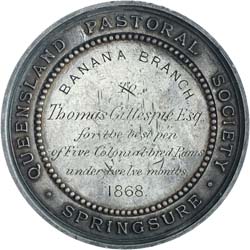 QUEENSLAND PASTORAL SOCIETY
SPRINGSURE
BANANA BRANCH
to
Thomas Gillespie Esq.
for the best pen
of Five Colonial bred Rams
under twelve months
1868.